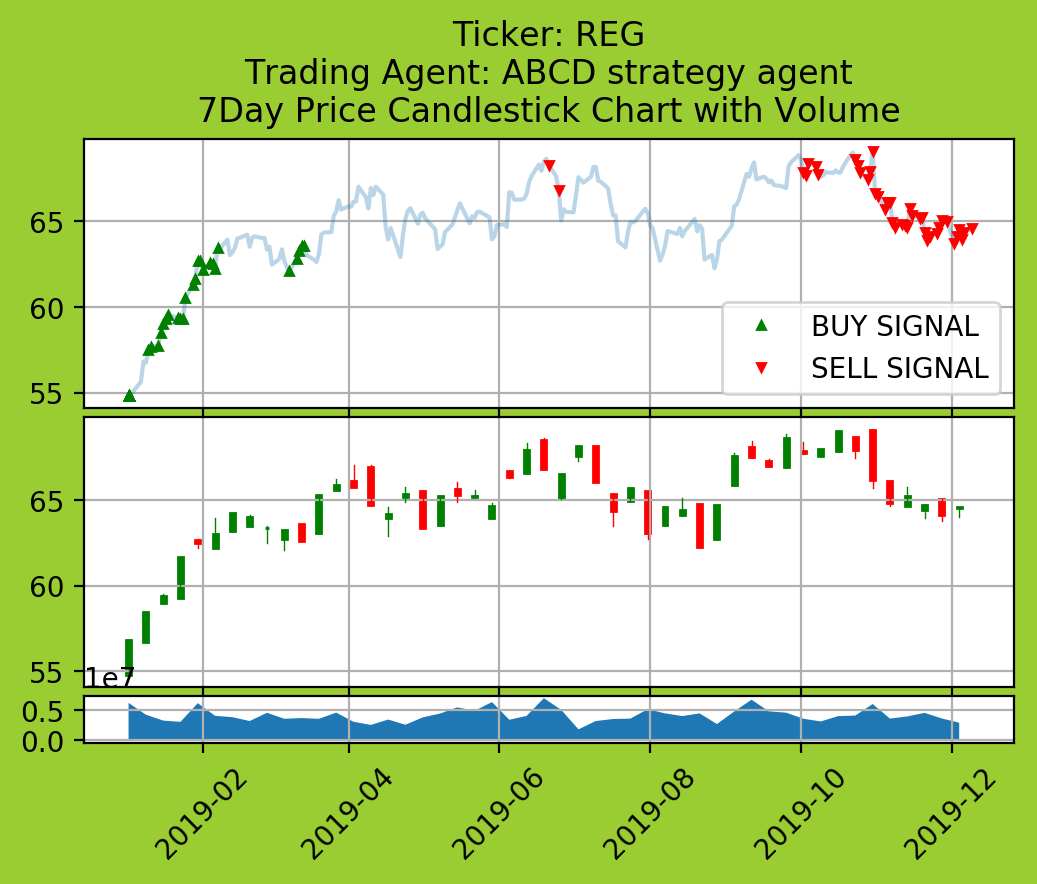 Ticker: REG
Trading Agent: ABCD strategy agent
7Day Price Candlestick Chart with Volume
65
60
55
BUY SIGNAL
SELL SIGNAL
65
60
55
1e7
0.5
0.0
2019-02
2019-04
2019-06
2019-08
2019-10
2019-12